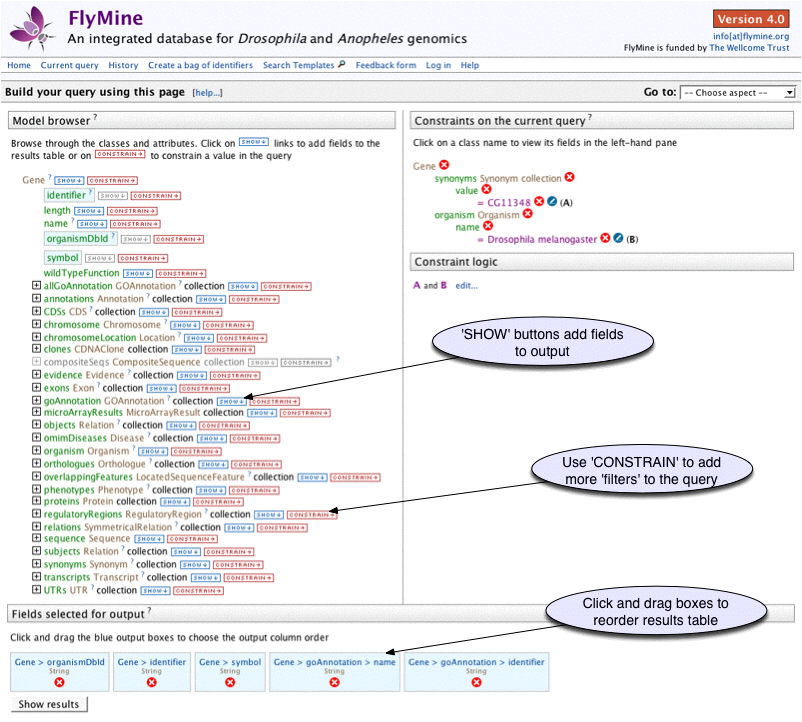 FlyMine
An integrated database for Drosophila and Anopheles genomics
Version 4.0
info[at]flymine.org
FlyMine is funded by The Wellcome Trust
Home Current query History Create a bag of identifiers Search Templates Feedback form Log in Help
Build your query using this page [help...]
Go to: -- Choose aspect --
Model browser ?
Browse through the classes and attributes. Click on SHOW↓ links to add fields to the
results table or on CONSTRAIN→ to constrain a value in the query
Gene ? SHOW↓ CONSTRAIN→
identifier ? SHOW↓ CONSTRAIN→
length SHOW↓ CONSTRAIN→
name ? SHOW↓ CONSTRAIN→
organismDbId ? SHOW↓ CONSTRAIN→
symbol SHOW↓ CONSTRAIN→
wildTypeFunction SHOW↓ CONSTRAIN→
allGoAnnotation GOAnnotation ? collection SHOW↓ CONSTRAIN→
annotations Annotation ? collection SHOW↓ CONSTRAIN→
CDSs CDS ? collection SHOW↓ CONSTRAIN→
chromosome Chromosome ? SHOW↓ CONSTRAIN→
chromosomeLocation Location ? SHOW↓ CONSTRAIN→
clones CDNAClone ? collection SHOW↓ CONSTRAIN→
compositeSeqs CompositeSequence collection SHOW↓ CONSTRAIN→ ?
evidence Evidence ? collection SHOW↓ CONSTRAIN→
exons Exon ? collection SHOW↓ CONSTRAIN→
goAnnotation GOAnnotation ? collection SHOW↓ CONSTRAIN→
microArrayResults MicroArrayResult collection SHOW↓ CONSTRAIN→
objects Relation ? collection SHOW↓ CONSTRAIN→
omimDiseases Disease ? collection SHOW↓ CONSTRAIN→
organism Organism ? SHOW↓ CONSTRAIN→
orthologues Orthologue ? collection SHOW↓ CONSTRAIN→
overlappingFeatures LocatedSequenceFeature ? collection SHOW↓ CONSTRAIN→
phenotypes Phenotype ? collection SHOW↓ CONSTRAIN→
proteins Protein ? collection SHOW↓ CONSTRAIN→
regulatoryRegions RegulatoryRegion ? collection SHOW↓ CONSTRAIN→
relations SymmetricalRelation ? collection SHOW↓ CONSTRAIN→
sequence Sequence ? SHOW↓ CONSTRAIN→
subjects Relation ? collection SHOW↓ CONSTRAIN→
synonyms Synonym ? collection SHOW↓ CONSTRAIN→
transcripts Transcript ? collection SHOW↓ CONSTRAIN→
UTRs UTR ? collection SHOW↓ CONSTRAIN→
Constraints on the current query ?
Click on a class name to view its fields in the left-hand pane
Gene
synonyms Synonym collection
value
= CG11348 (A)
organism Organism
name
= Drosophila melanogaster (B)
Constraint logic
A and B edit...
'SHOW' buttons add fields
to output
Use 'CONSTRAIN' to add
more 'filters' to the query
Click and drag boxes to
reorder results table
Fields selected for output ?
Click and drag the blue output boxes to choose the output column order
Gene > organismDbId
String
Gene > identifier
String
Gene > symbol
String
Gene > goAnnotation > name
String
Gene > goAnnotation > identifier
String
Show results